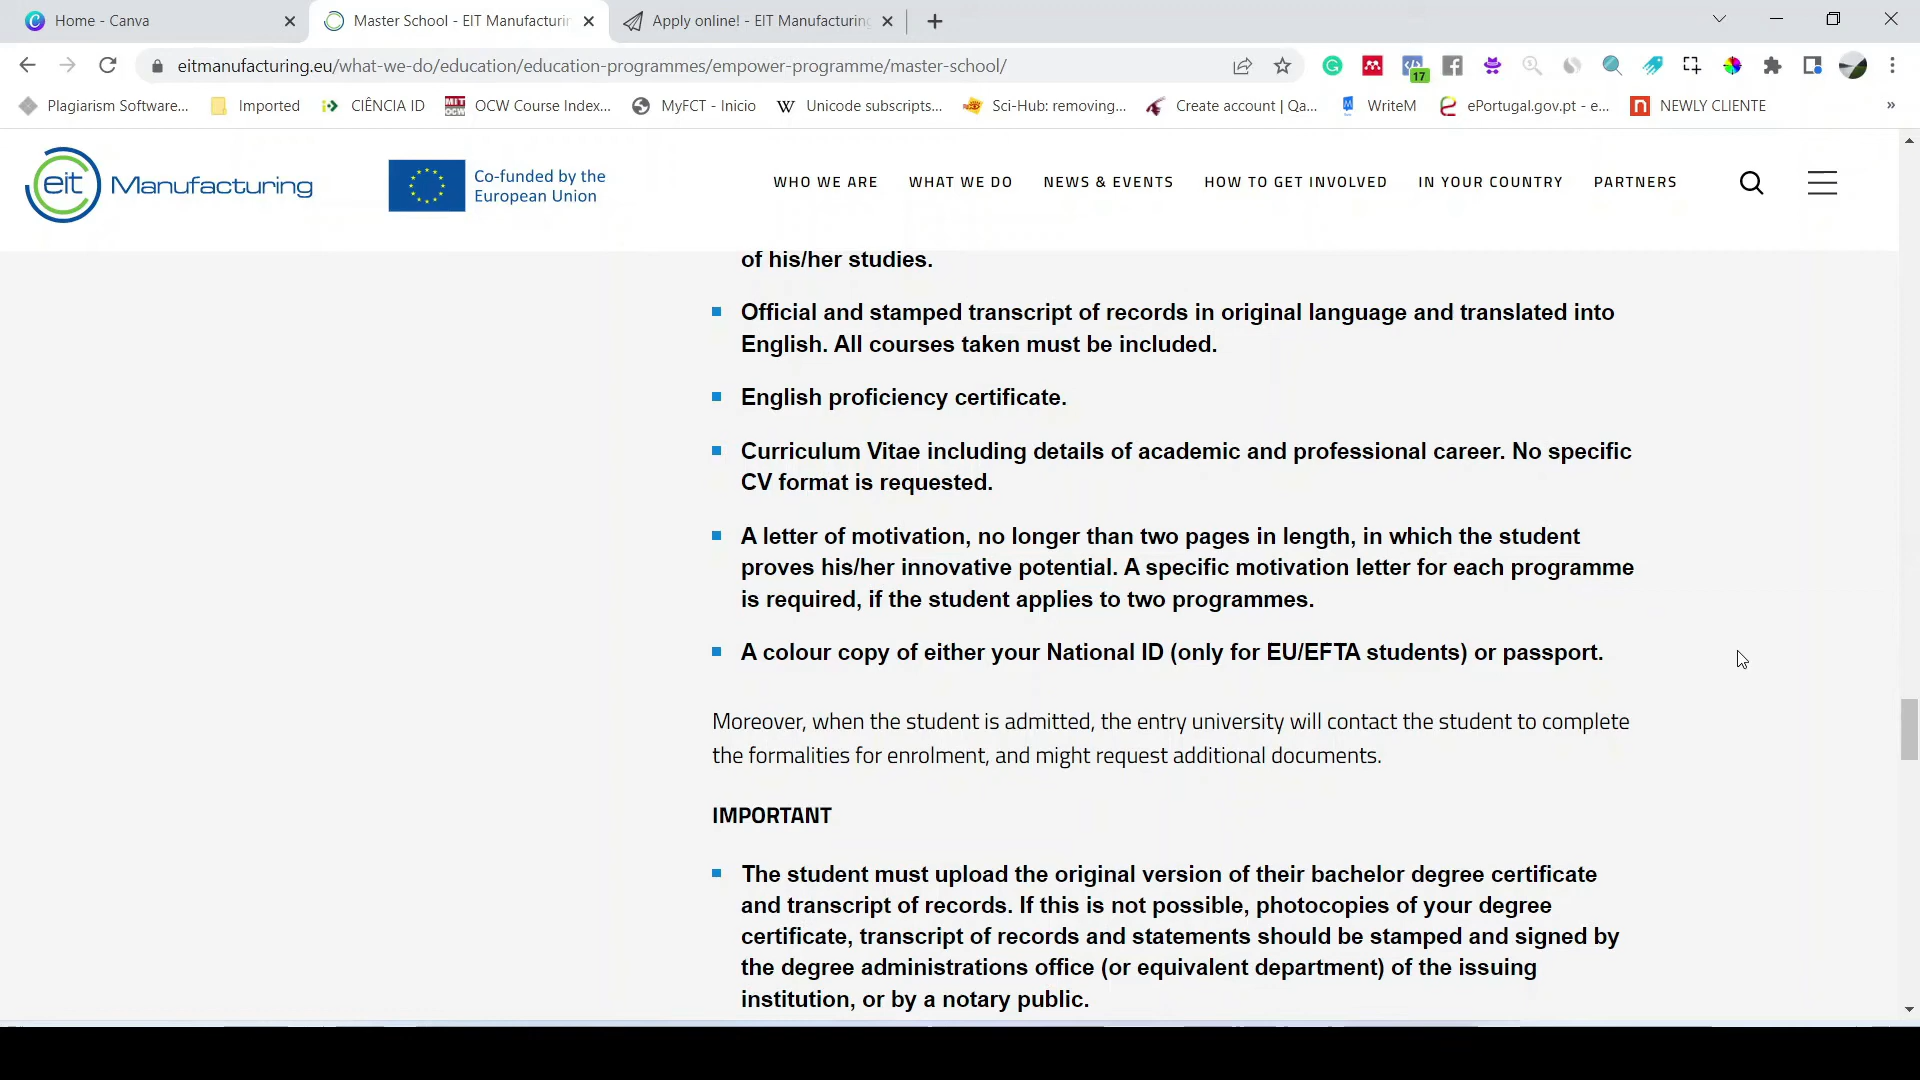 Home - Canva
Master School - EIT Manufacturin
Apply online! - EIT Manufacturing
eitmanufacturing.eu/what-we-do/education/education-programmes/empower-programme/master-school/
17
Plagiarism Software...
Imported
CIÊNCIA ID
MIT OCW
OCW Course Index...
MyFCT - Inicio
W
Unicode subscripts...
Sci-Hub: removing...
Create account | Qa...
WriteM
ePortugal.gov.pt - e...
n
NEWLY CLIENTE
»
eit Manufacturing
Co-funded by the
European Union
WHO WE ARE
WHAT WE DO
NEWS & EVENTS
HOW TO GET INVOLVED
IN YOUR COUNTRY
PARTNERS
of his/her studies.
Official and stamped transcript of records in original language and translated into
English. All courses taken must be included.
English proficiency certificate.
Curriculum Vitae including details of academic and professional career. No specific
CV format is requested.
A letter of motivation, no longer than two pages in length, in which the student
proves his/her innovative potential. A specific motivation letter for each programme
is required, if the student applies to two programmes.
A colour copy of either your National ID (only for EU/EFTA students) or passport.
Moreover, when the student is admitted, the entry university will contact the student to complete
the formalities for enrolment, and might request additional documents.
IMPORTANT
The student must upload the original version of their bachelor degree certificate
and transcript of records. If this is not possible, photocopies of your degree
certificate, transcript of records and statements should be stamped and signed by
the degree administrations office (or equivalent department) of the issuing
institution, or by a notary public.